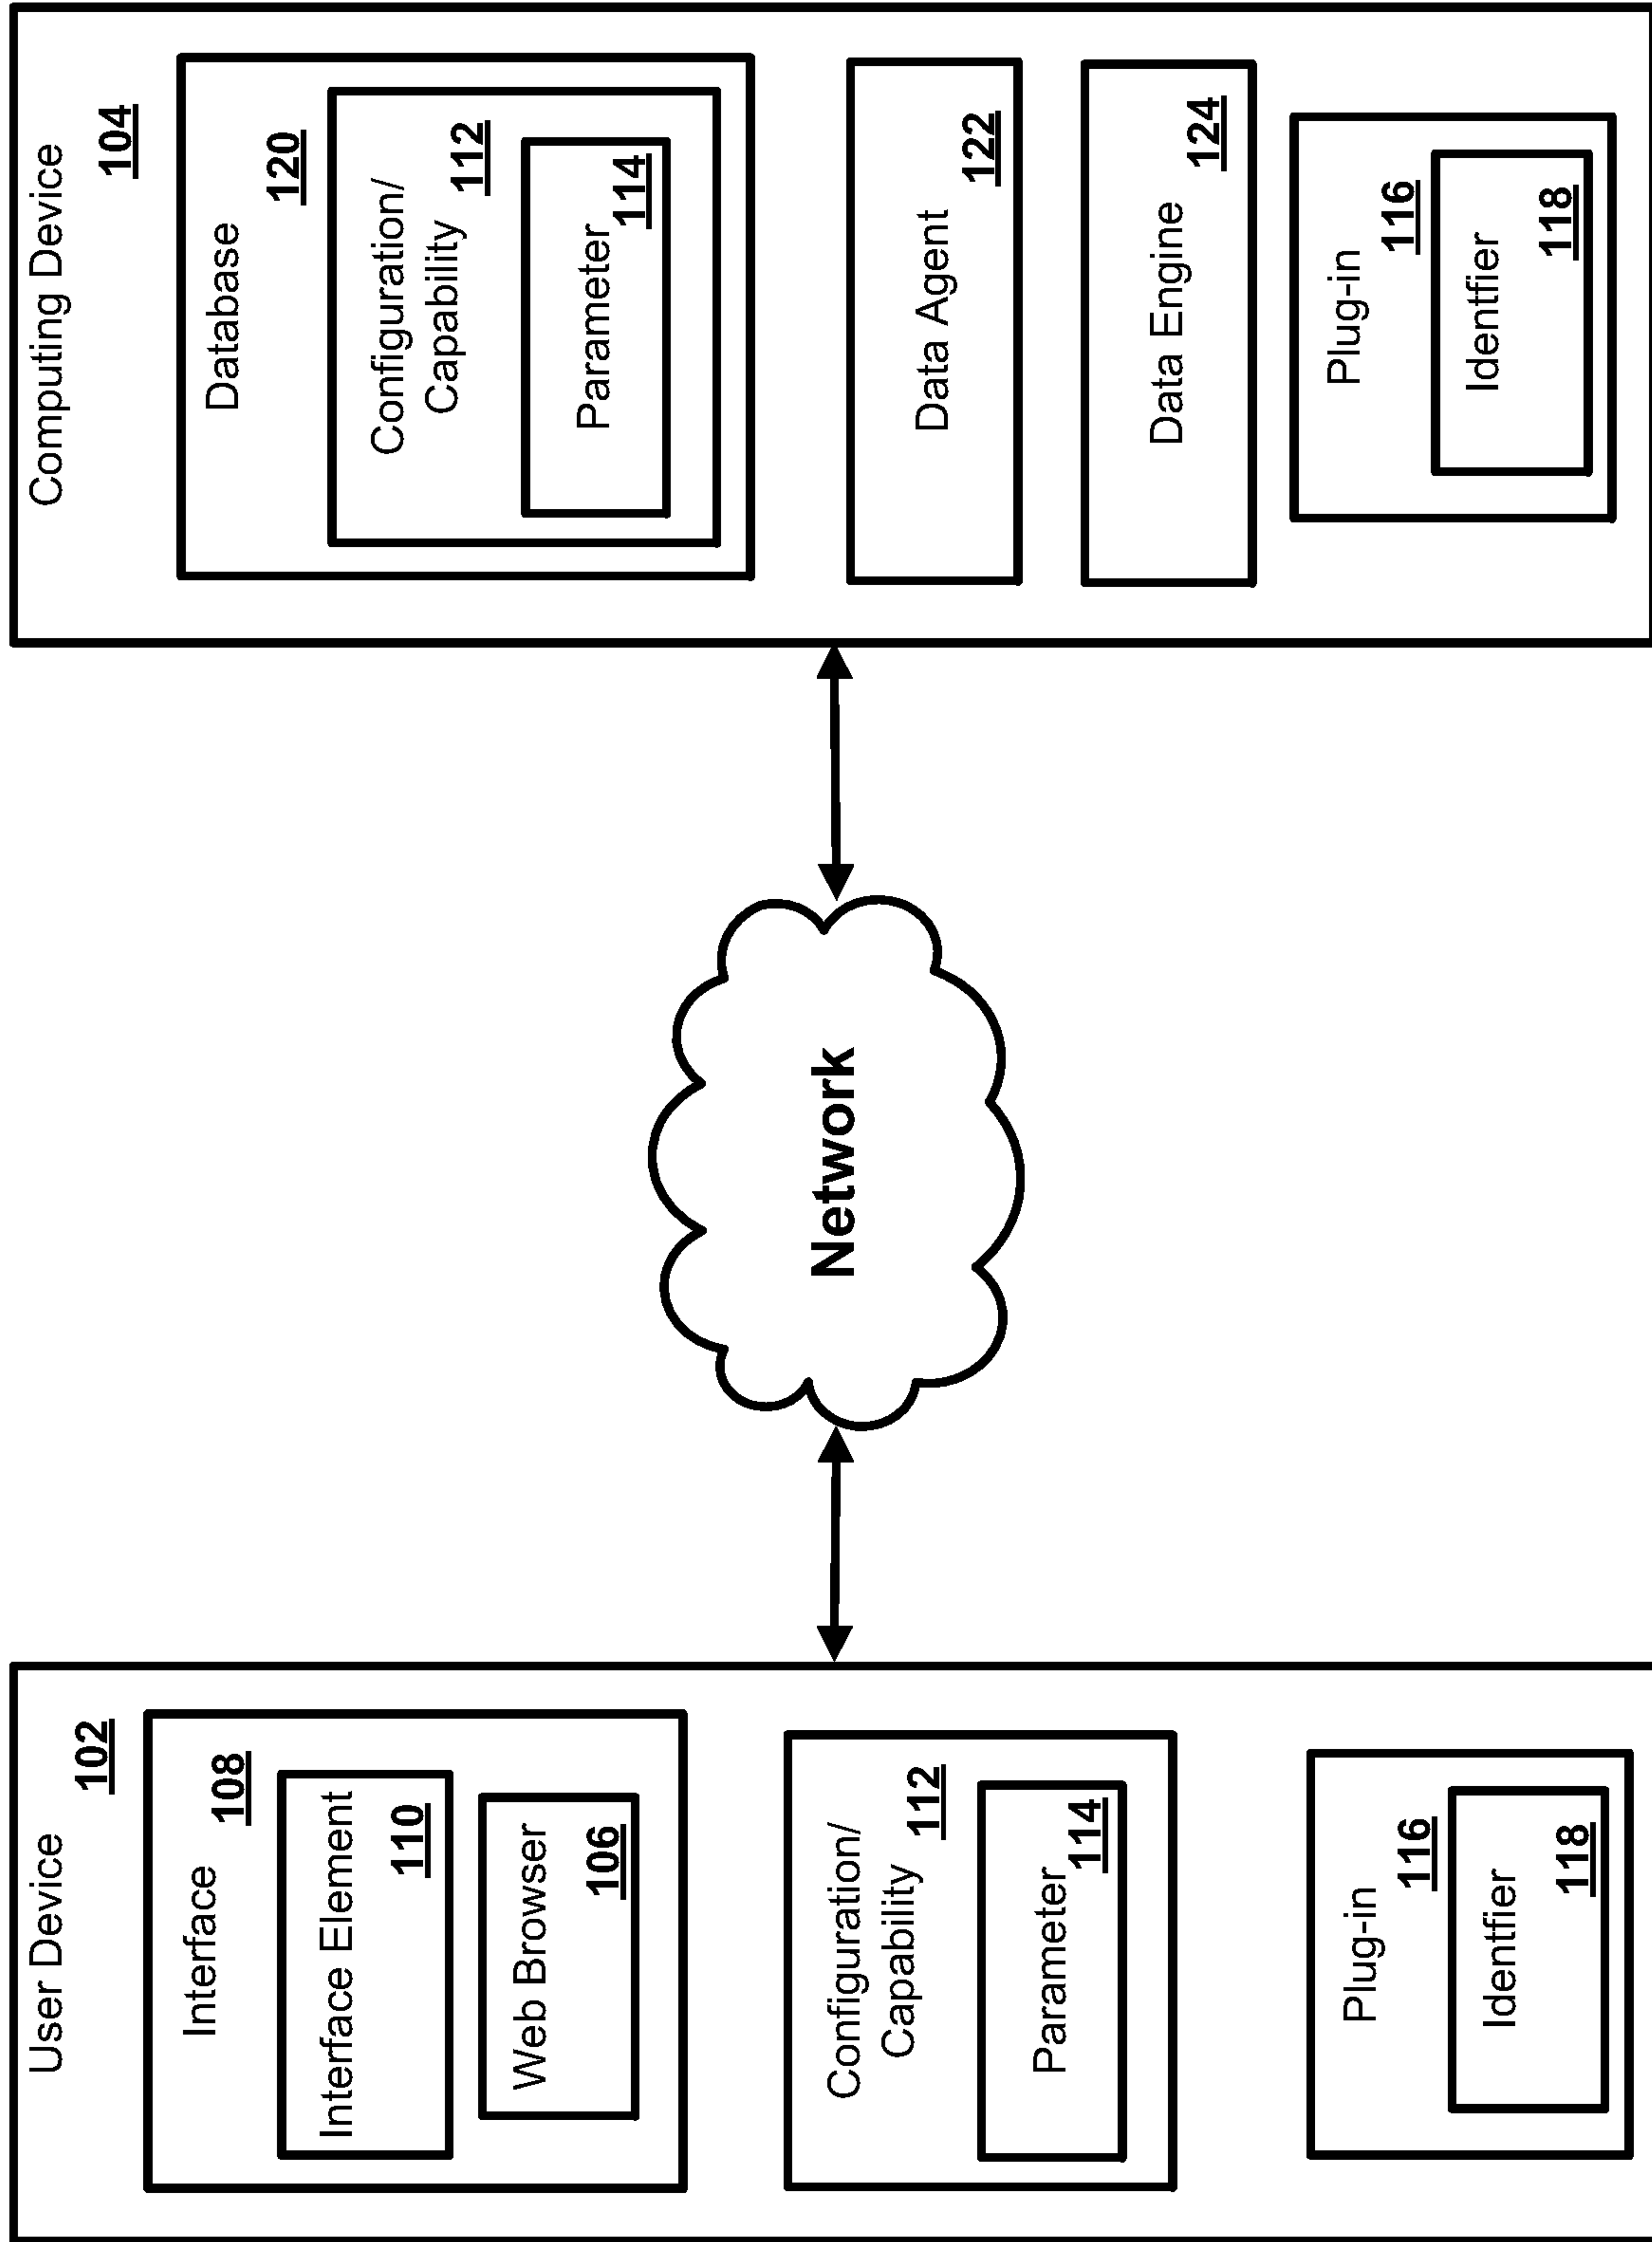 User Device
102
Interface
108
Interface Element
110
Web Browser
106
Configuration/
Capability
112
Parameter
114
Plug-in
116
Identfier
118
Network
Computing Device
104
Database
120
Configuration/
Capability
112
Parameter
114
Data Agent
122
Data Engine
124
Plug-in
116
Identfier
118